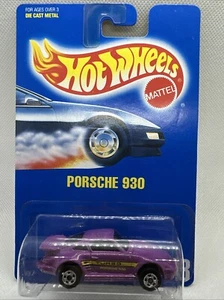 FOR AGES OVER 3
DIE CAST METAL
Hot Wheels
MATTEL
PORSCHE 930